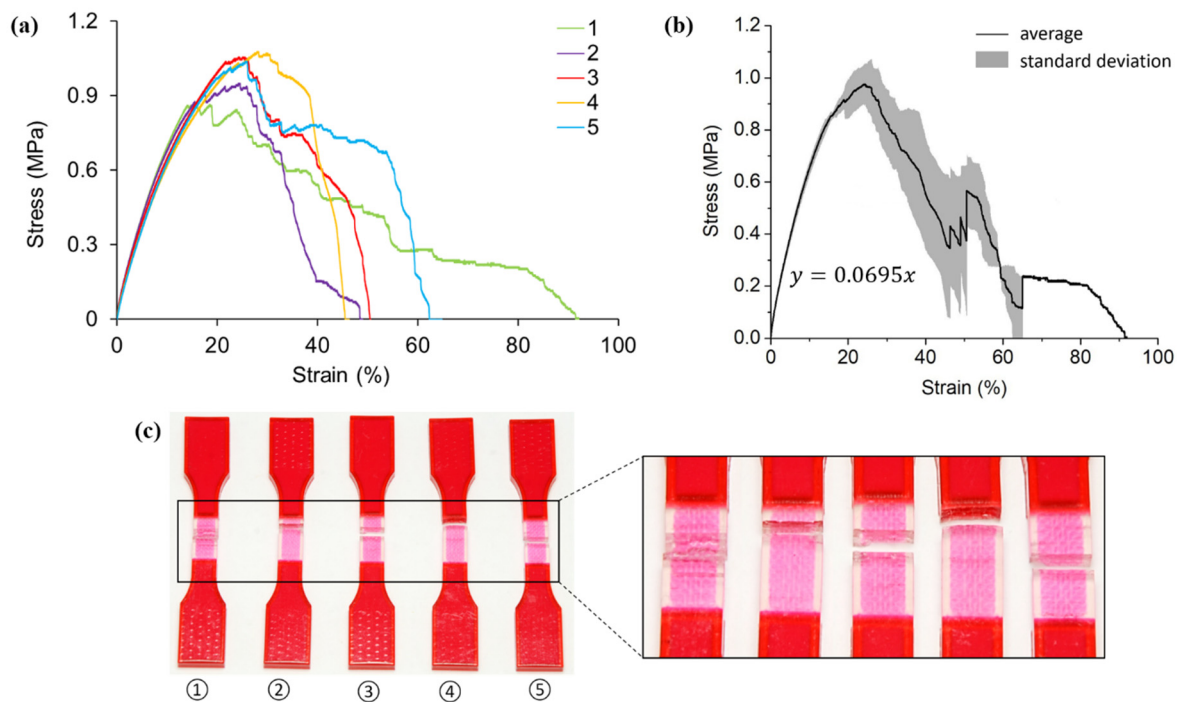 (a)
1.2
0.9
0.6
0.3
0
Stress (MPa)
0 20 40 60 80 100
Strain (%)
1
2
3
4
5
(b)
average
standard deviation
1.2
1.0
0.8
0.6
0.4
0.2
0.0
Stress (MPa)
y = 0.0695x
0 20 40 60 80 100
Strain (%)
(c)
① ② ③ ④ ⑤